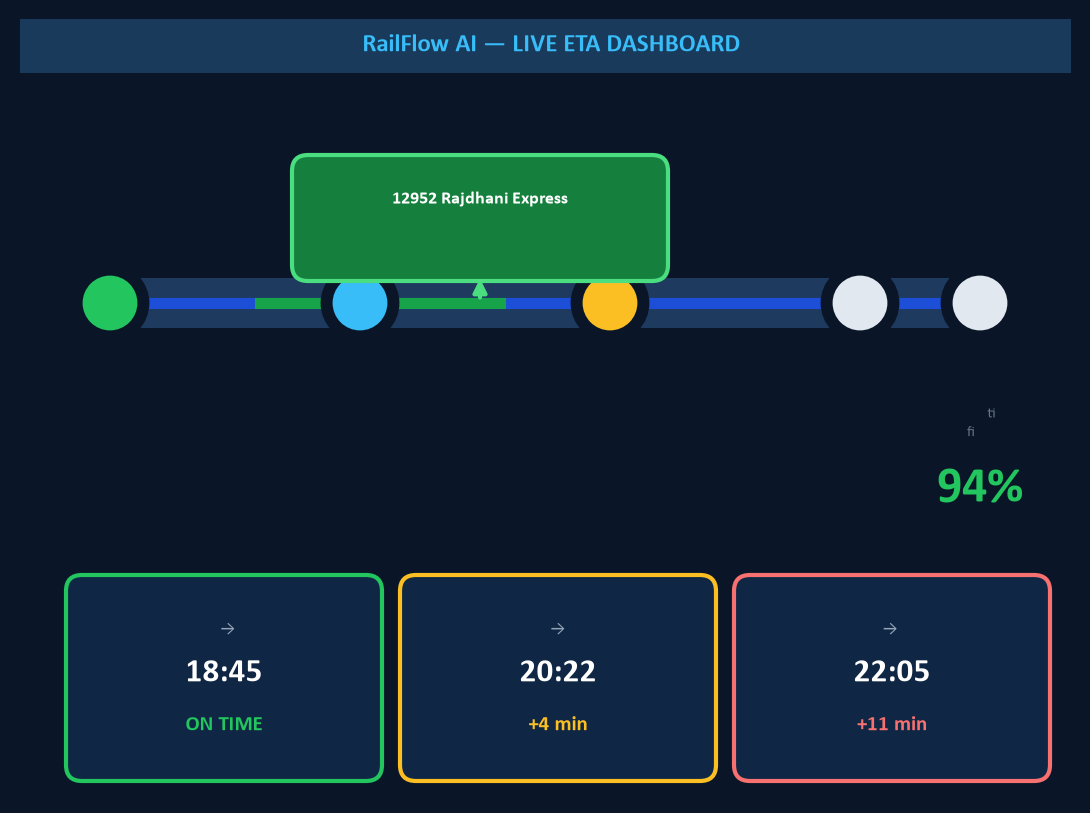 RailFlow AI — LIVE ETA DASHBOARD
12952 Rajdhani Express
ti
fi
94%
→ → →
18:45 20:22 22:05
ON TIME +4 min +11 min